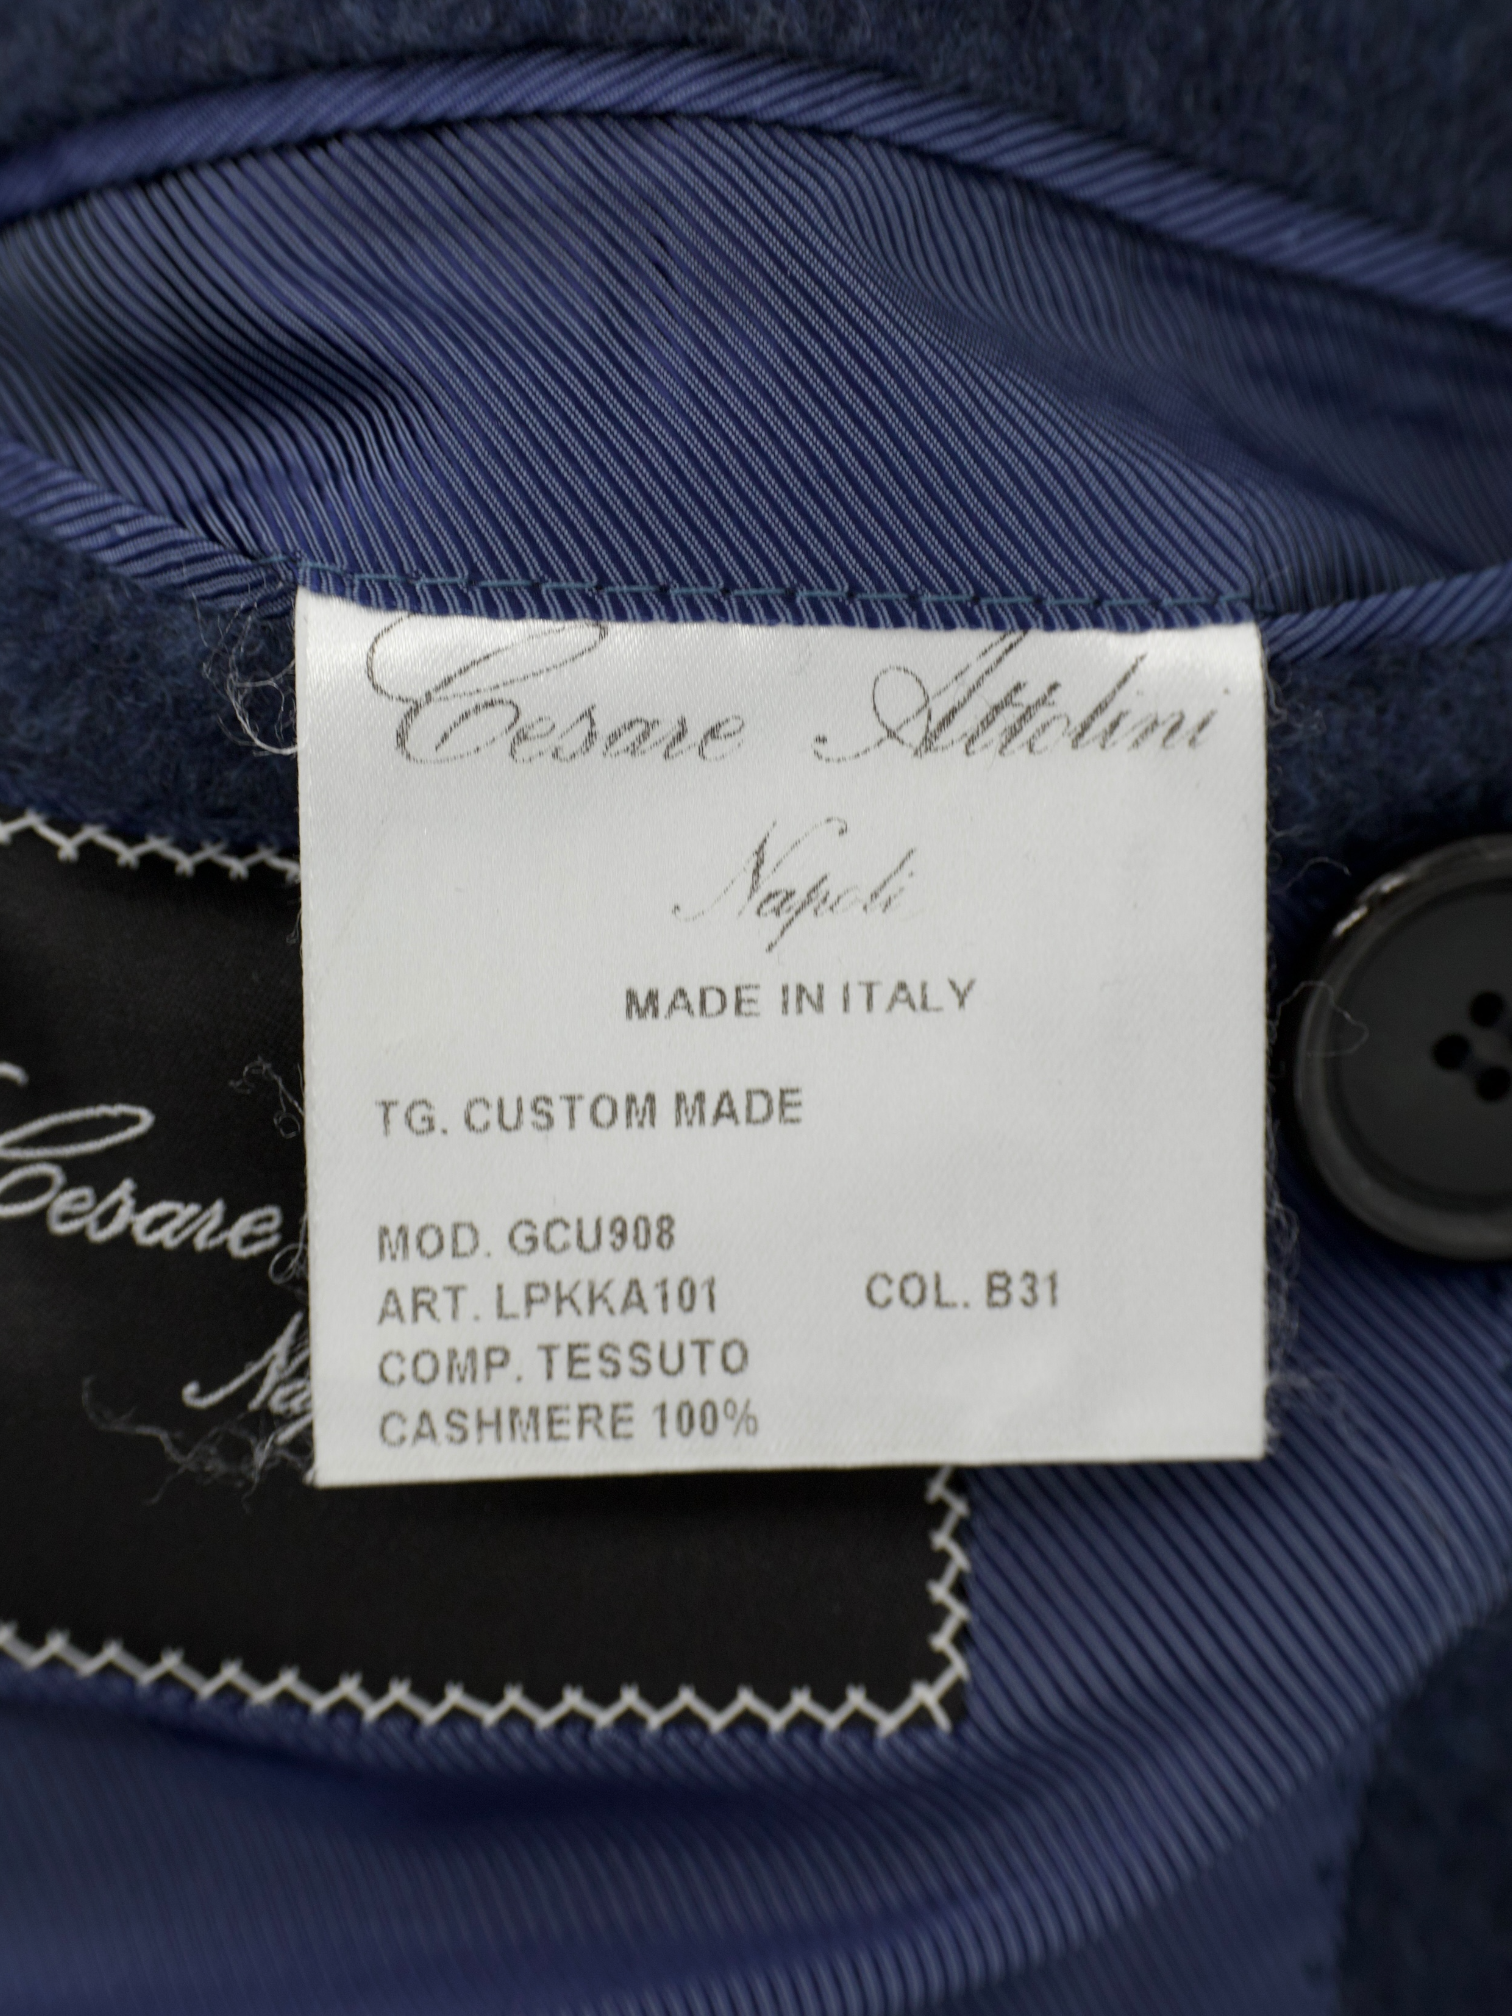 Cesare Attolini
Napoli
MADE IN ITALY
TG. CUSTOM MADE
MOD. GCU908
ART. LPKKA101 COL. B31
COMP. TESSUTO
CASHMERE 100%
Cesare